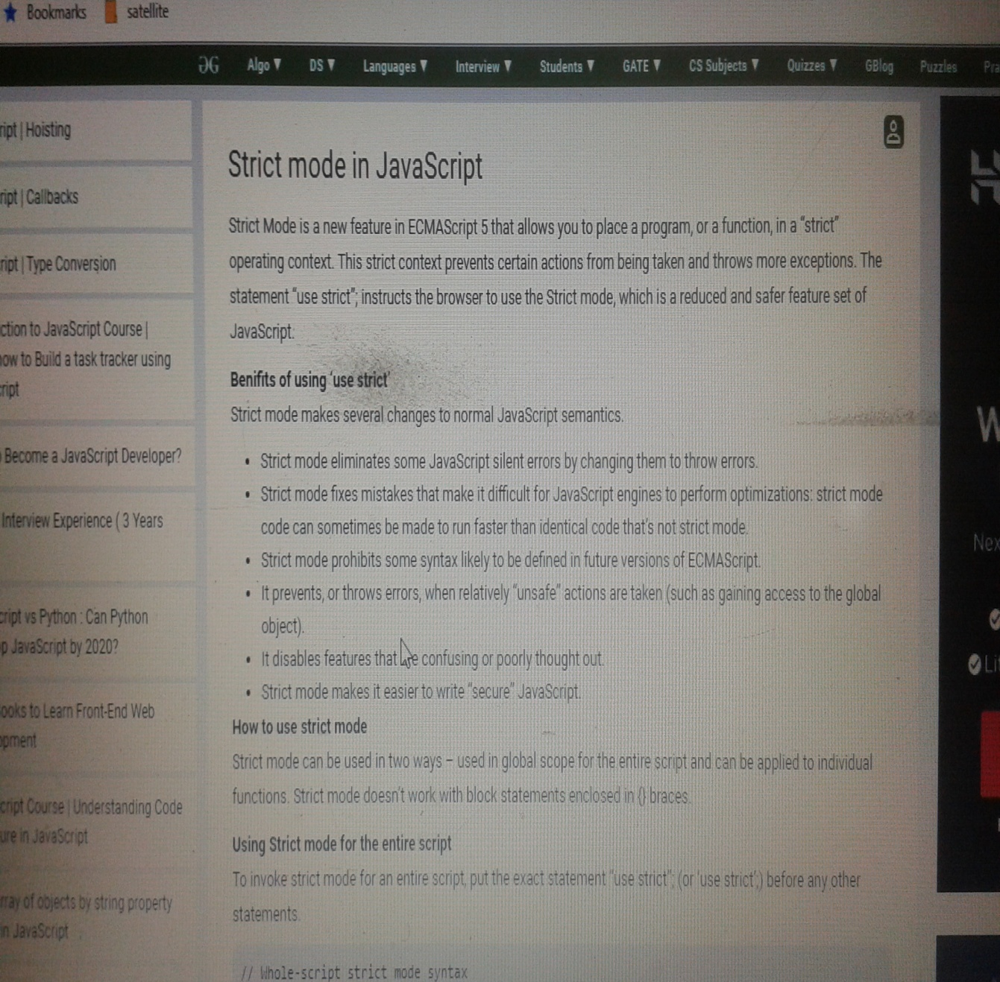 Bookmarks satellite
Algo ▼ DS ▼ Languages ▼ Interview ▼ Students ▼ GATE ▼ CS Subjects ▼ Quizzes ▼ GBlog Puzzles Pra
ript | Hoisting
ript | Callbacks
ript | Type Conversion
ction to JavaScript Course |
how to Build a task tracker using
cript
Become a JavaScript Developer?
Interview Experience ( 3 Years
cript vs Python : Can Python
p JavaScript by 2020?
ooks to Learn Front-End Web
opment
cript Course | Understanding Code
ure in JavaScript
rray of objects by string property
in JavaScript
Strict mode in JavaScript
Strict Mode is a new feature in ECMAScript 5 that allows you to place a program, or a function, in a “strict”
operating context. This strict context prevents certain actions from being taken and throws more exceptions. The
statement “use strict”; instructs the browser to use the Strict mode, which is a reduced and safer feature set of
JavaScript.
Benifits of using ‘use strict’
Strict mode makes several changes to normal JavaScript semantics.
• Strict mode eliminates some JavaScript silent errors by changing them to throw errors.
• Strict mode fixes mistakes that make it difficult for JavaScript engines to perform optimizations: strict mode
code can sometimes be made to run faster than identical code that’s not strict mode.
• Strict mode prohibits some syntax likely to be defined in future versions of ECMAScript.
• It prevents, or throws errors, when relatively “unsafe” actions are taken (such as gaining access to the global
object).
• It disables features that are confusing or poorly thought out.
• Strict mode makes it easier to write “secure” JavaScript.
How to use strict mode
Strict mode can be used in two ways – used in global scope for the entire script and can be applied to individual
functions. Strict mode doesn’t work with block statements enclosed in {} braces.
Using Strict mode for the entire script
To invoke strict mode for an entire script, put the exact statement “use strict”; (or ‘use strict’;) before any other
statements.
// Whole-script strict mode syntax
W
Nex